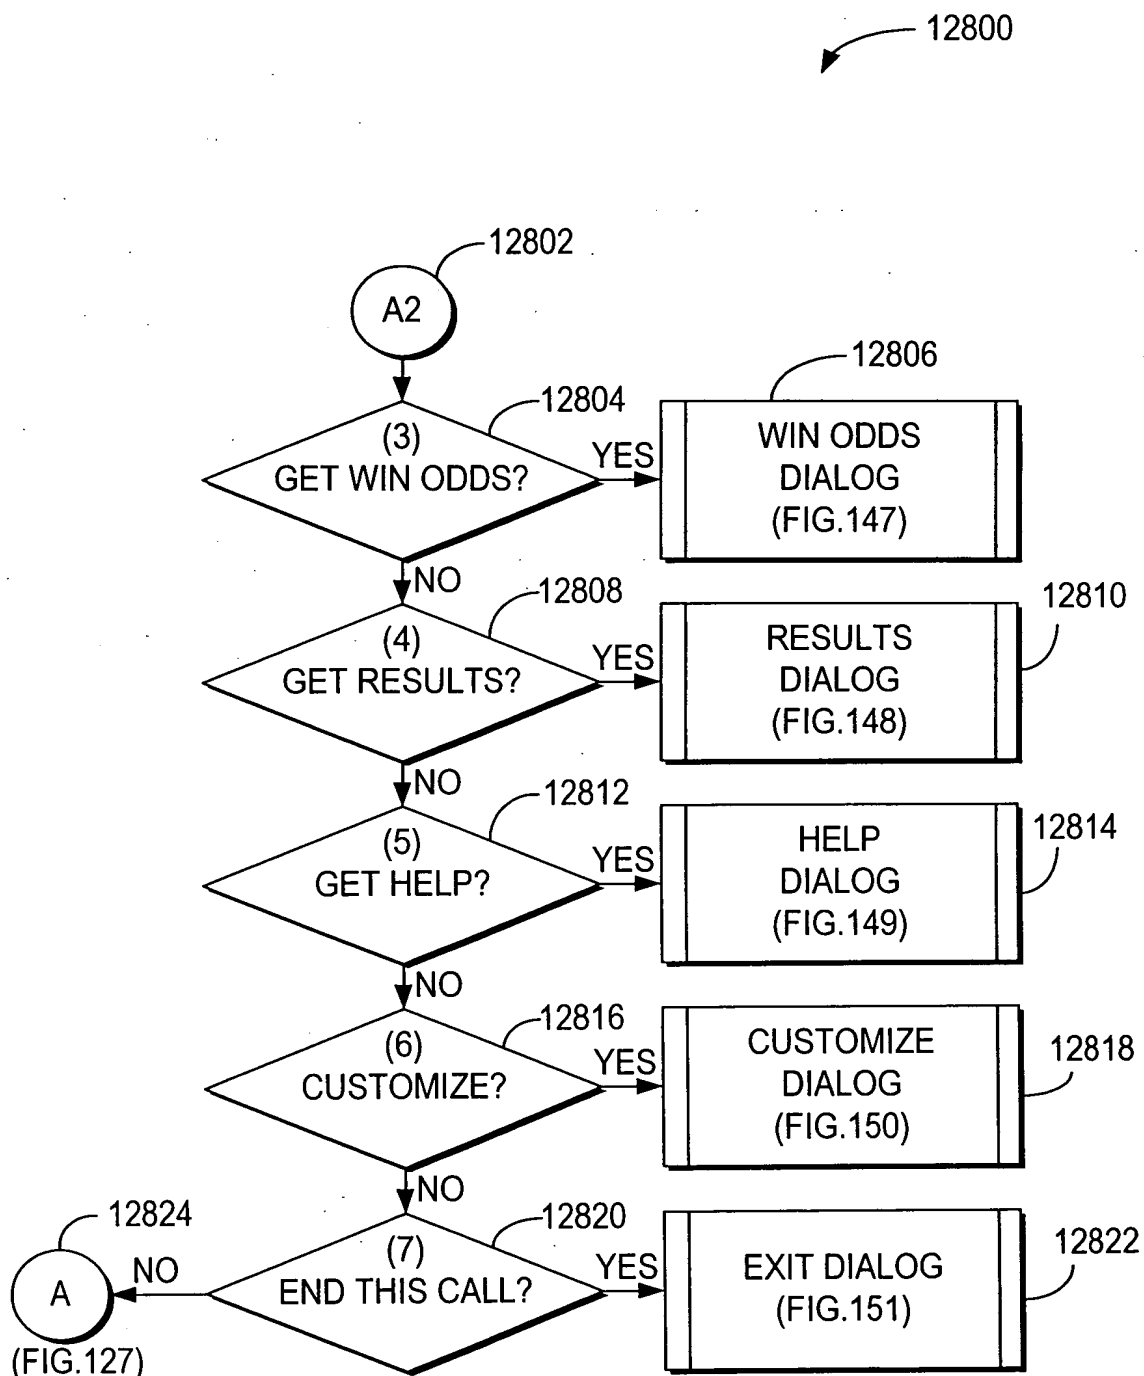 12800
12802
A2
12804
12806
(3)
GET WIN ODDS?
YES
WIN ODDS
DIALOG
(FIG.147)
NO
12808
12810
(4)
GET RESULTS?
YES
RESULTS
DIALOG
(FIG.148)
NO
12812
12814
(5)
GET HELP?
YES
HELP
DIALOG
(FIG.149)
NO
12816
12818
(6)
CUSTOMIZE?
YES
CUSTOMIZE
DIALOG
(FIG.150)
NO
12824
12820
12822
A
NO
(7)
END THIS CALL?
YES
EXIT DIALOG
(FIG.151)
(FIG.127)